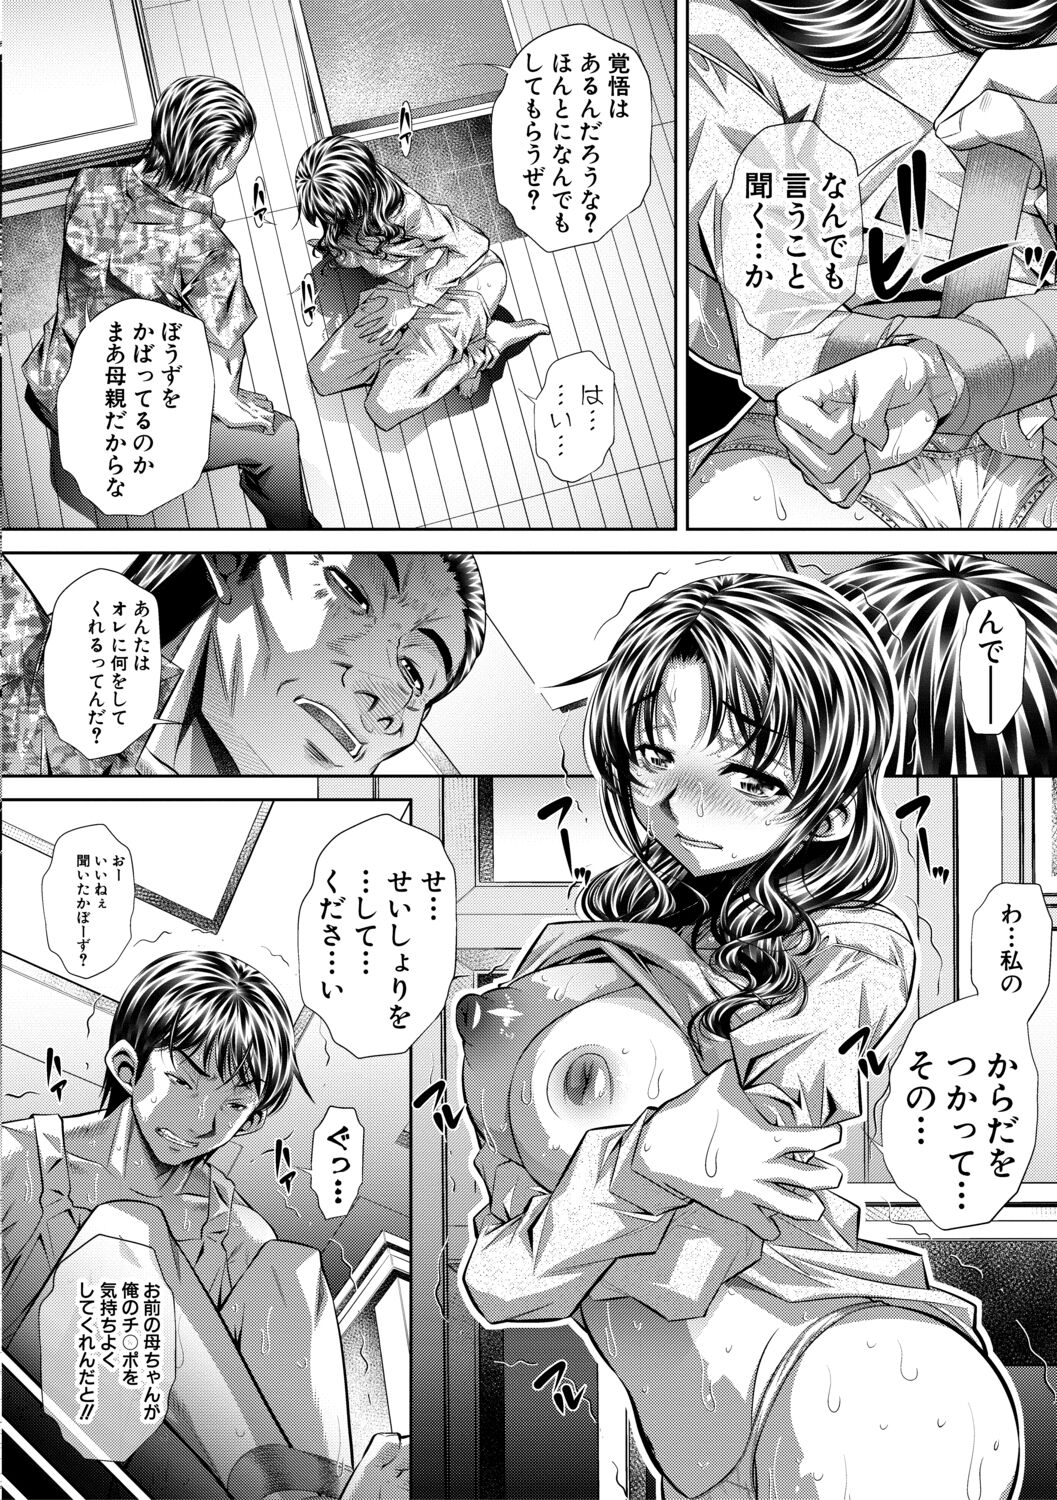 なんでも
言うこと
聞く…か
ビーーッ
覚悟は
あるんだろうな?
ほんとになんでも
してもらうぜ?
は…
…い…
ぼうずを
かばってるのか
まあ母親だからな
んで――
あんたは
オレに何をして
くれるってんだ?
わ…私の
からだを
つかって…
その…
せ…
せいしょりを
…して…
くださ…い
おー
いいねぇ
聞いたかぼーず?
ぐっ…
お前の母ちゃんが
俺のチ〇ポを
気持ちよく
してくれんだと!!